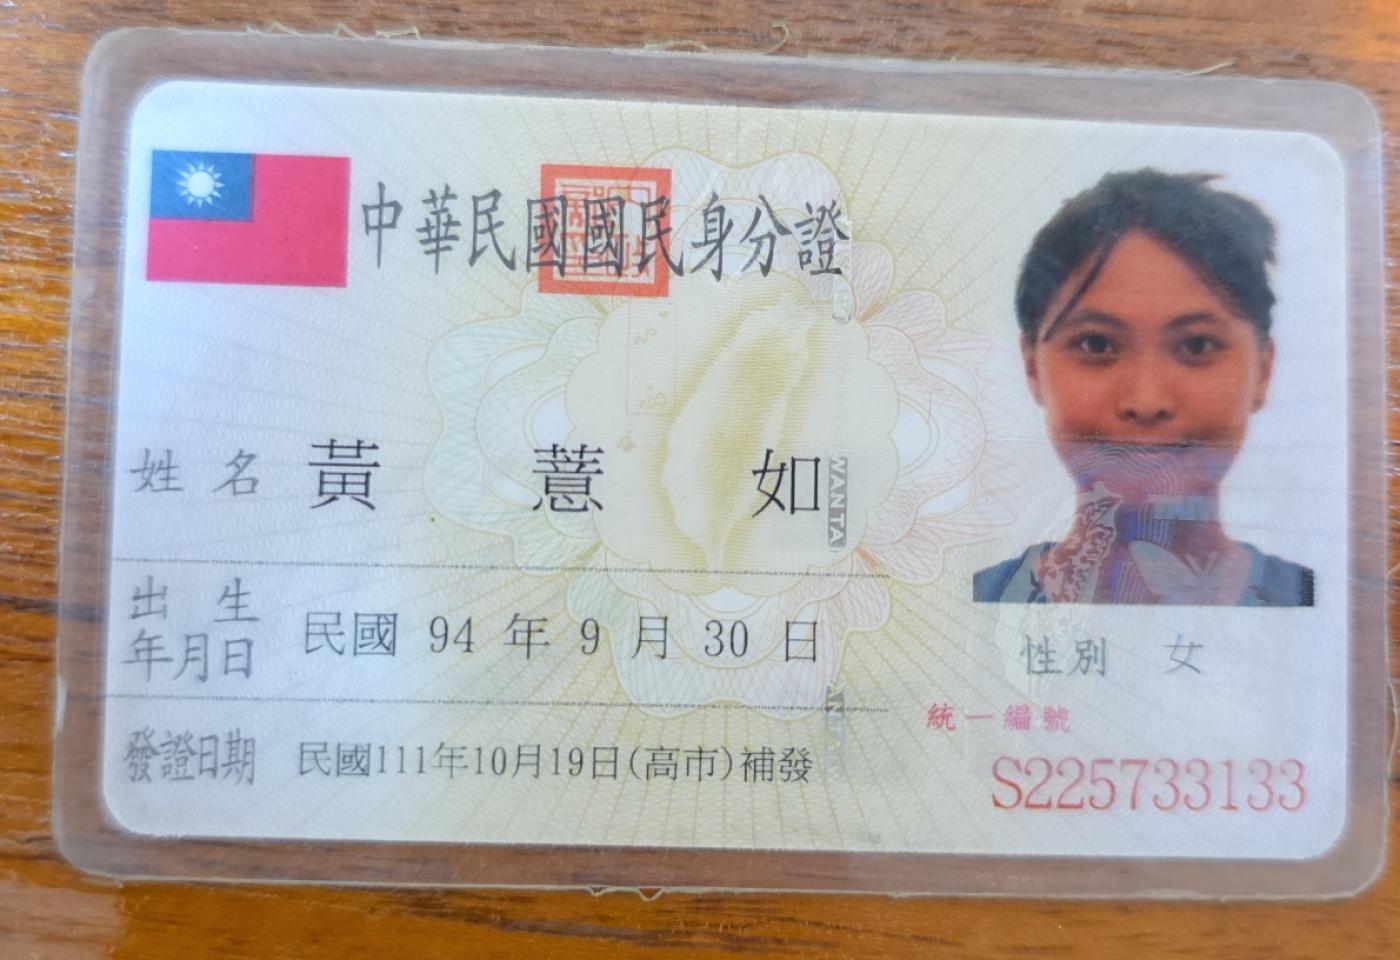 中華民國國民身分證
姓名 黃 薏 如
出生年月日 民國 94 年 9 月 30 日
發證日期 民國111年10月19日(高市)補發
性別 女
統一編號
S225733133